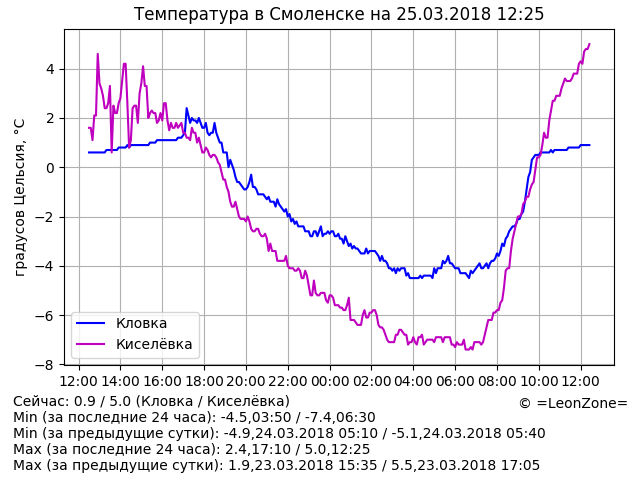 Температура в Смоленске на 25.03.2018 12:25
градусов Цельсия, °C
4
2
0
−2
−4
−6
−8
Кловка
Киселёвка
12:00 14:00 16:00 18:00 20:00 22:00 00:00 02:00 04:00 06:00 08:00 10:00 12:00
Сейчас: 0.9 / 5.0 (Кловка / Киселёвка)
© =LeonZone=
Min (за последние 24 часа): -4.5,03:50 / -7.4,06:30
Min (за предыдущие сутки): -4.9,24.03.2018 05:10 / -5.1,24.03.2018 05:40
Max (за последние 24 часа): 2.4,17:10 / 5.0,12:25
Max (за предыдущие сутки): 1.9,23.03.2018 15:35 / 5.5,23.03.2018 17:05